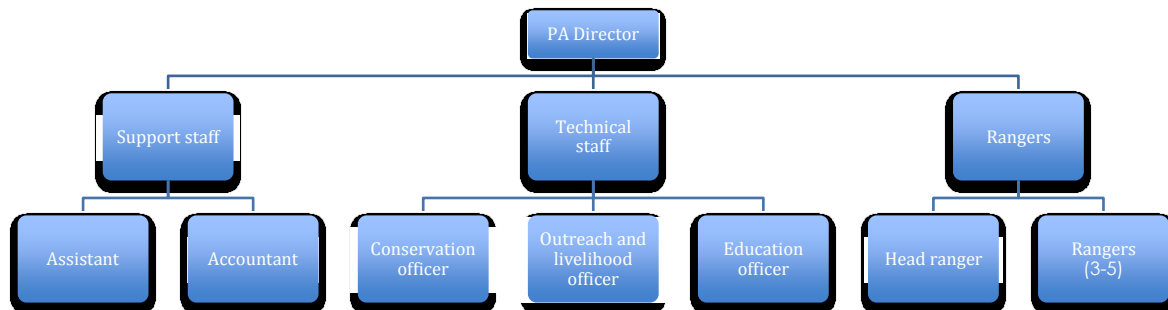 PA Director
Support staff
Technical
staff
Rangers
Assistant
Accountant
Conservation
officer
Outreach and
livelihood
officer
Education
officer
Head ranger
Rangers
(3-5)